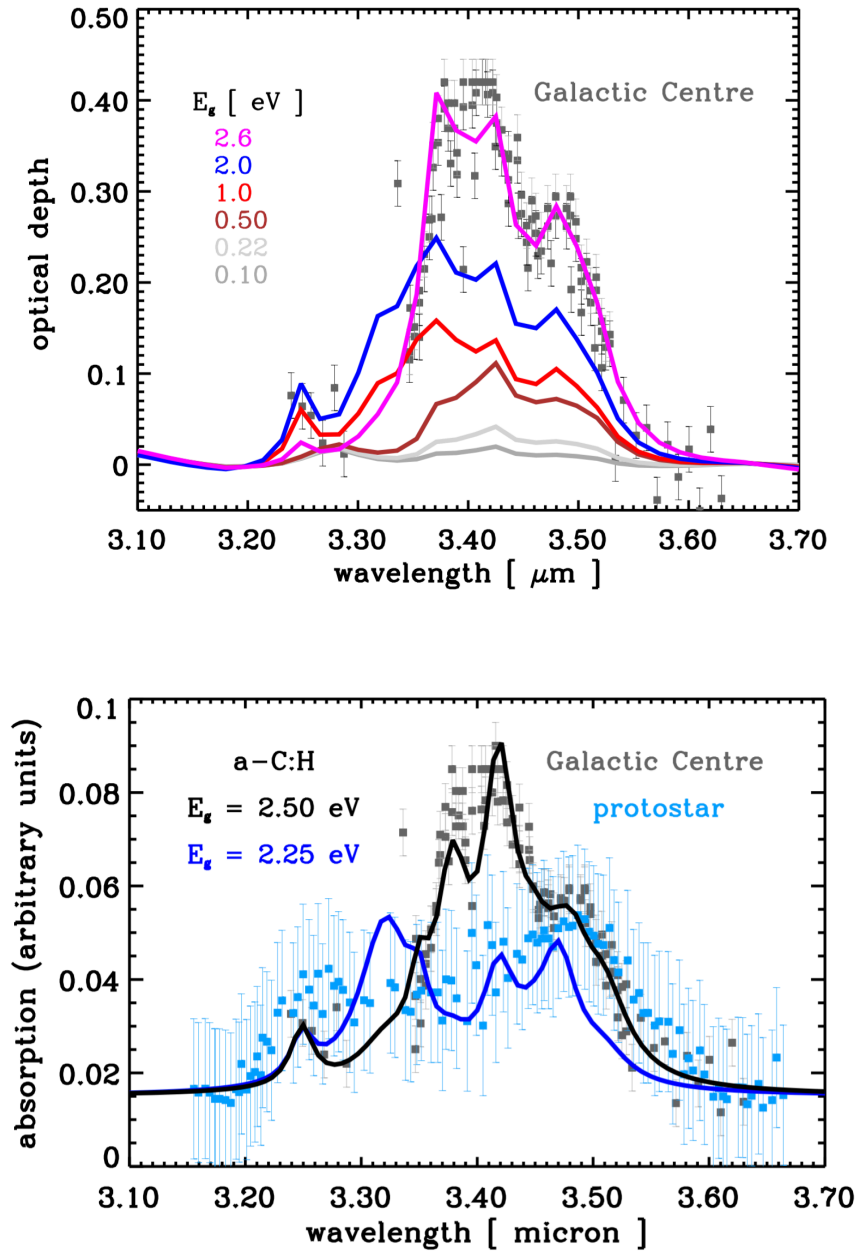 0.50
0.40
0.30
0.20
0.1
0
optical depth
E_g [ eV ]
2.6
2.0
1.0
0.50
0.22
0.10
Galactic Centre
3.10 3.20 3.30 3.40 3.50 3.60 3.70
wavelength [ μm ]
0.1
0.08
0.06
0.04
0.02
0
absorption (arbitrary units)
a-C:H
E_g = 2.50 eV
E_g = 2.25 eV
Galactic Centre
protostar
3.10 3.20 3.30 3.40 3.50 3.60 3.70
wavelength [ micron ]